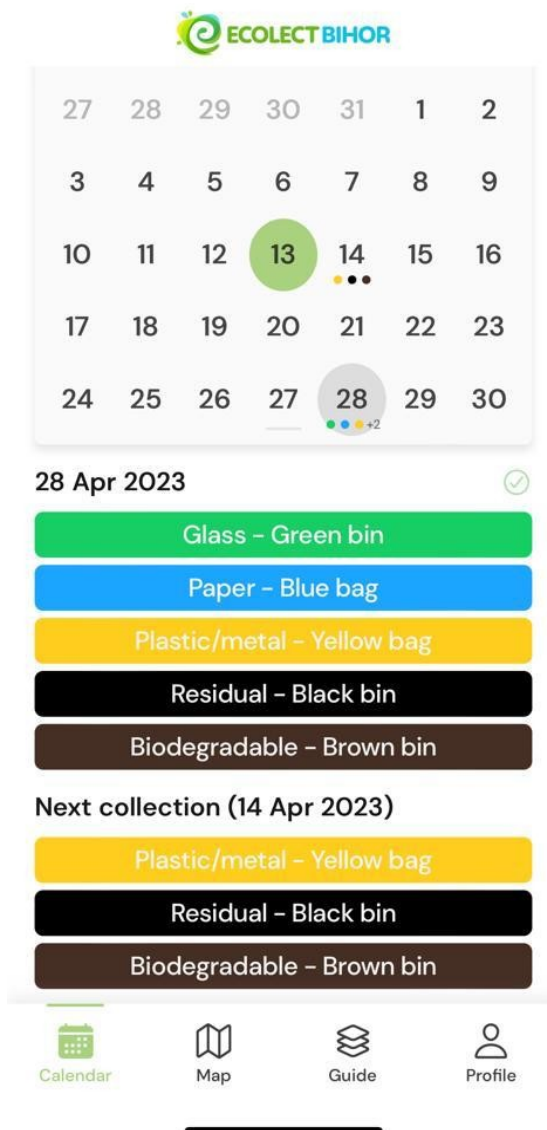 ECOLECT BIHOR
27 28 29 30 31 1 2
3 4 5 6 7 8 9
10 11 12 13 14 15 16
17 18 19 20 21 22 23
24 25 26 27 28 29 30
+2
28 Apr 2023
Glass – Green bin
Paper – Blue bag
Plastic/metal – Yellow bag
Residual – Black bin
Biodegradable – Brown bin
Next collection (14 Apr 2023)
Plastic/metal – Yellow bag
Residual – Black bin
Biodegradable – Brown bin
Calendar Map Guide Profile